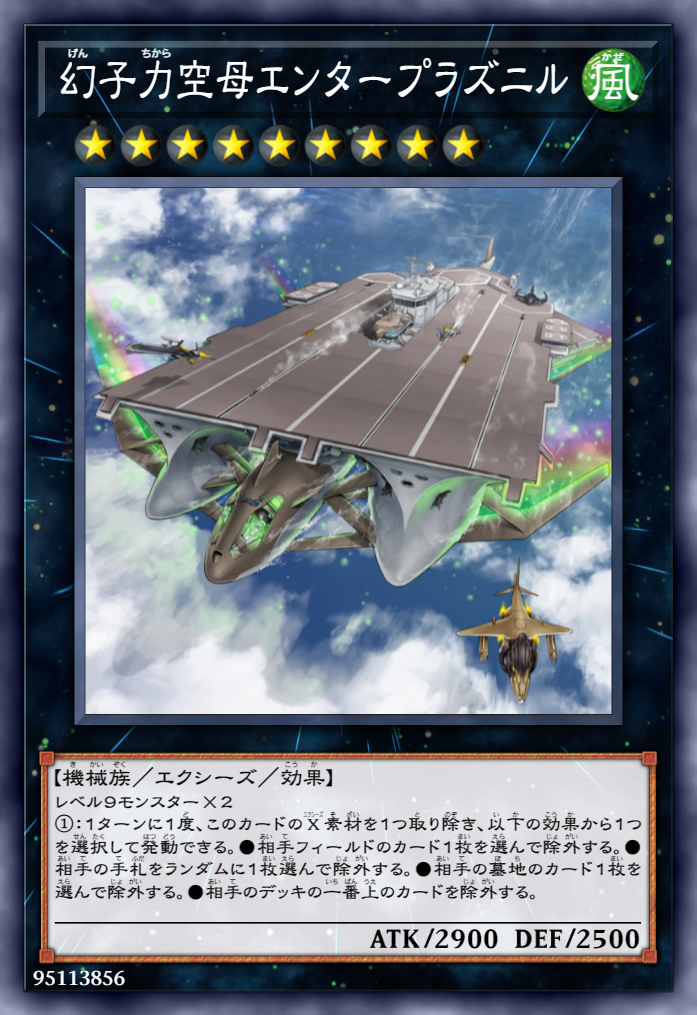 幻子力空母エンタープラズニル 風
【機械族／エクシーズ／効果】
レベル9モンスター×2
①：1ターンに1度、このカードのX素材を1つ取り除き、以下の効果から1つ
を選択して発動できる。●相手フィールドのカード1枚を選んで除外する。●
相手の手札をランダムに1枚選んで除外する。●相手の墓地のカード1枚を
選んで除外する。●相手のデッキの一番上のカードを除外する。
ATK/2900 DEF/2500
95113856